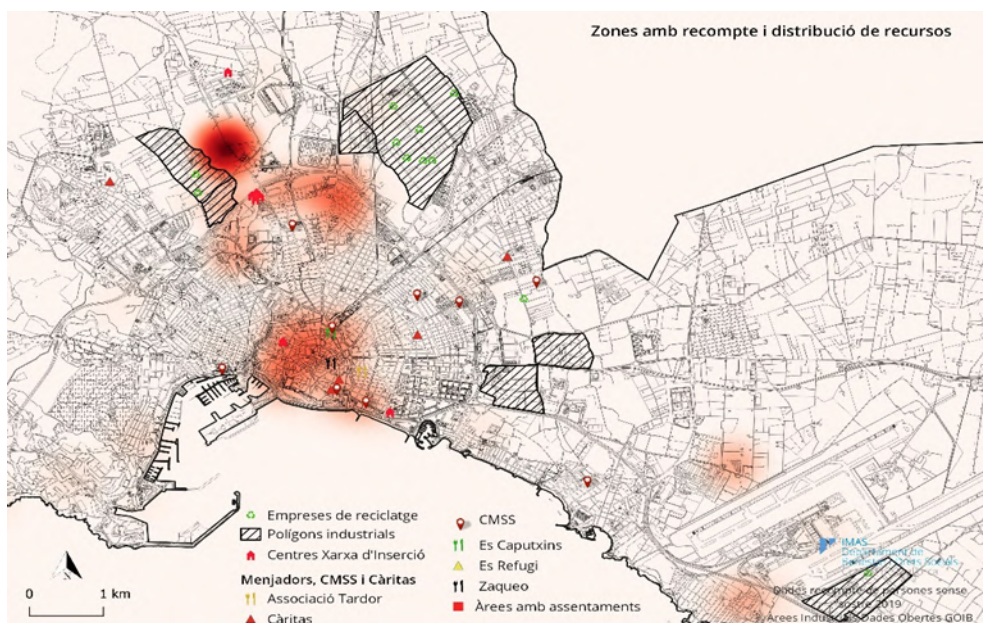 Zones amb recompte i distribució de recursos
Empreses de reciclatge
Polígons industrials
Centres Xarxa d'Inserció
Menjadors, CMSS i Càritas
Associació Tardor
Càritas
CMSS
Es Caputxins
Es Refugi
Zaqueo
Àrees amb assentaments
N
0 1 km
IMAS
Departament de
Dades recompte de persones sense
sostre 2019
Àrees Industrials Dades Obertes GOIB